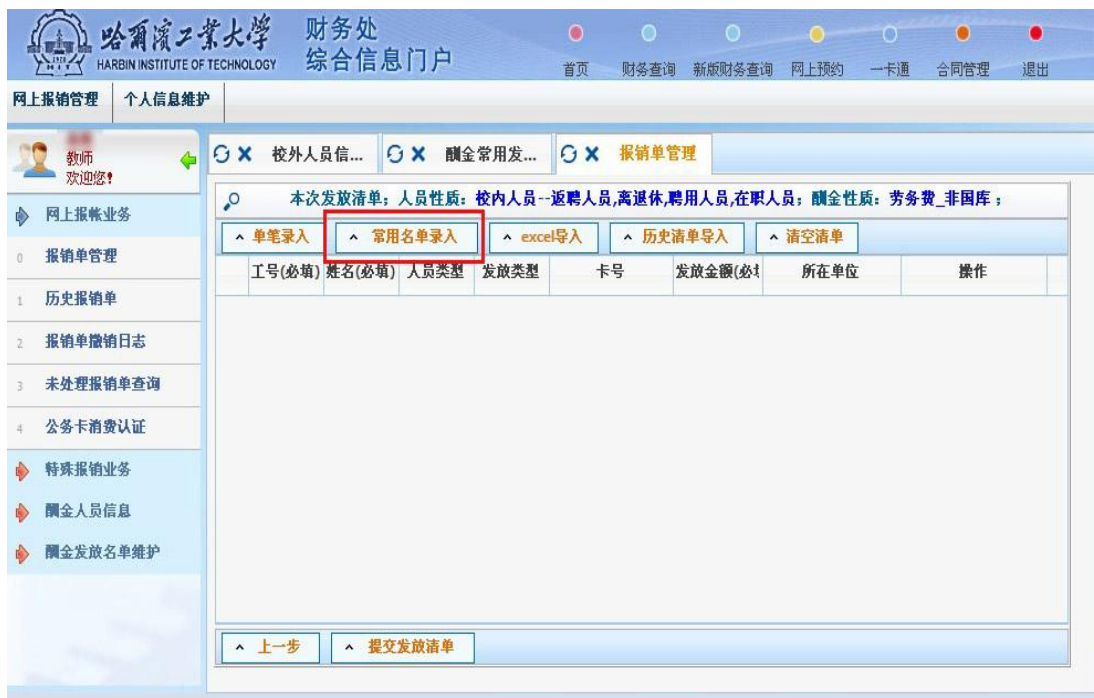 哈爾濱工業大學
HARBIN INSTITUTE OF TECHNOLOGY
财务处
综合信息门户
首页 财务查询 新版财务查询 网上预约 一卡通 合同管理 退出
网上报销管理 个人信息维护
教师
欢迎您!
校外人员信... 酬金常用发... 报销单管理
网上报帐业务
0 报销单管理
1 历史报销单
2 报销单撤销日志
3 未处理报销单查询
4 公务卡消费认证
特殊报销业务
酬金人员信息
酬金发放名单维护
本次发放清单；人员性质：校内人员--返聘人员,离退休,聘用人员,在职人员；酬金性质：劳务费_非国库；
单笔录入 常用名单录入 excel导入 历史清单导入 清空清单
工号(必填) 姓名(必填) 人员类型 发放类型 卡号 发放金额(必 所在单位 操作
上一步 提交发放清单